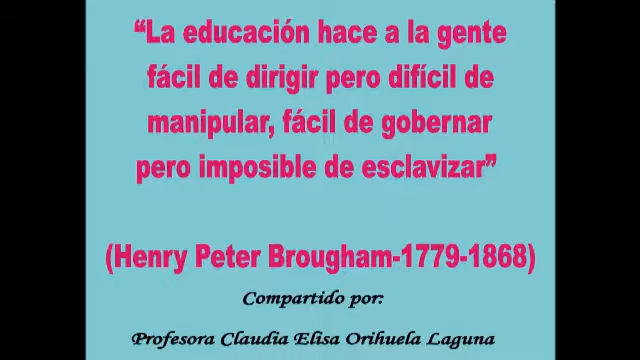 “La educación hace a la gente
fácil de dirigir pero difícil de
manipular, fácil de gobernar
pero imposible de esclavizar”
(Henry Peter Brougham-1779-1868)
Compartido por:
Profesora Claudia Elisa Orihuela Laguna